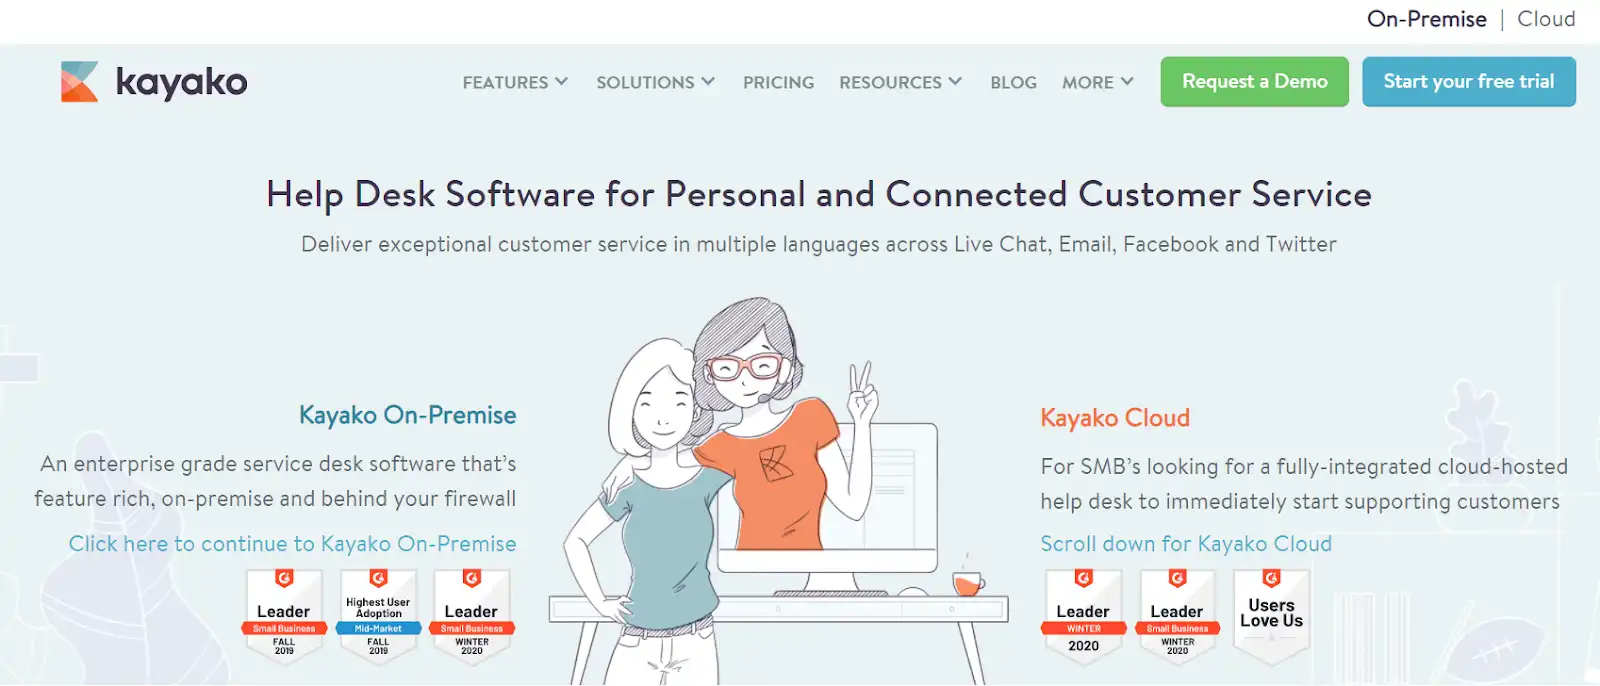 On-Premise | Cloud
kayako
FEATURES SOLUTIONS PRICING RESOURCES BLOG MORE Request a Demo Start your free trial
Help Desk Software for Personal and Connected Customer Service
Deliver exceptional customer service in multiple languages across Live Chat, Email, Facebook and Twitter
Kayako On-Premise
An enterprise grade service desk software that's
feature rich, on-premise and behind your firewall
Click here to continue to Kayako On-Premise
Leader
Small Business
FALL
2019
Highest User
Adoption
Mid-Market
FALL
2019
Leader
Small Business
WINTER
2020
Kayako Cloud
For SMB's looking for a fully-integrated cloud-hosted
help desk to immediately start supporting customers
Scroll down for Kayako Cloud
Leader
WINTER
2020
Leader
Small Business
WINTER
2020
Users
Love Us